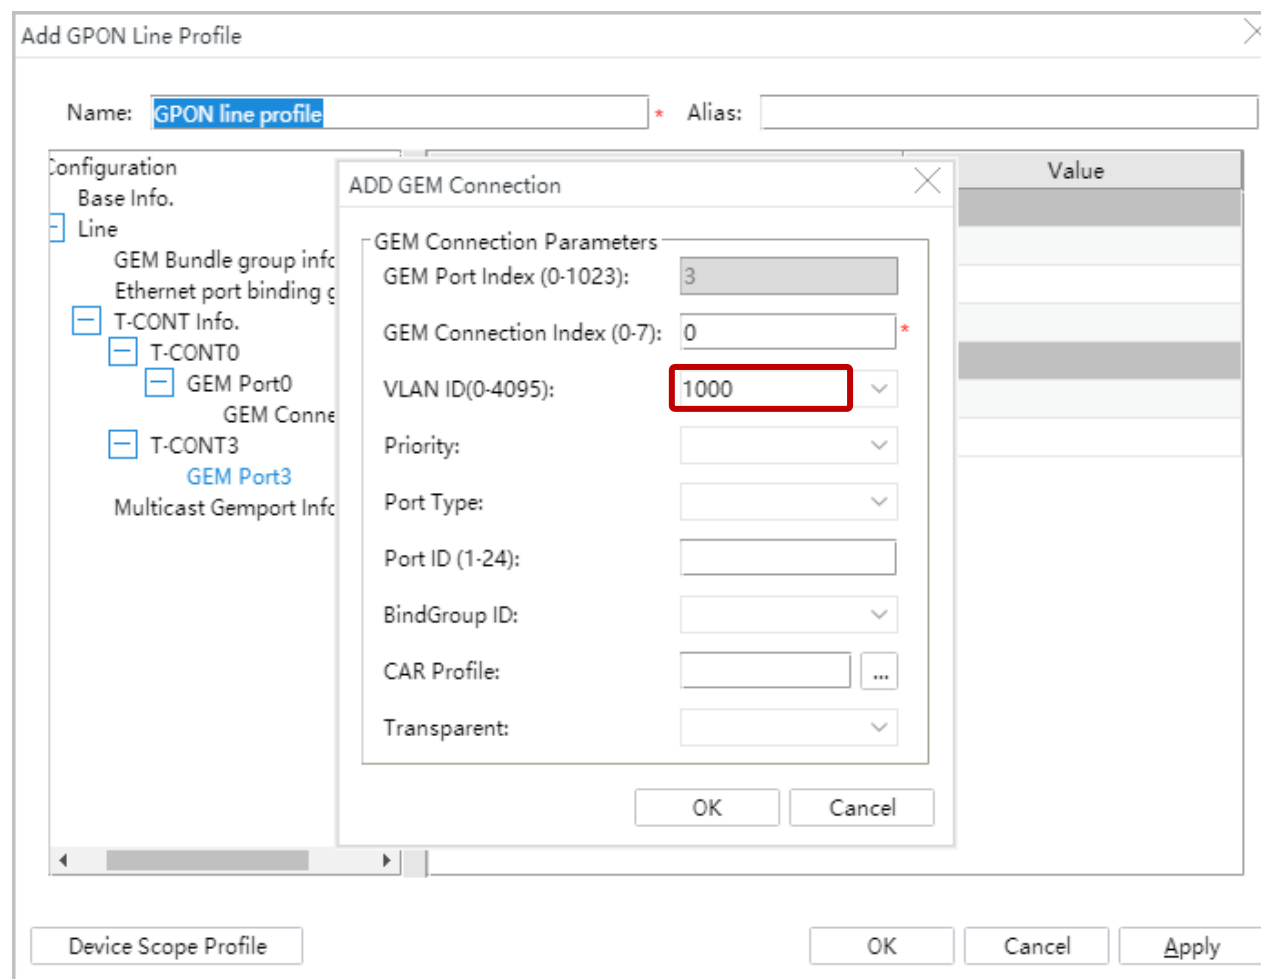 Add GPON Line Profile
Name: GPON line profile * Alias:
Configuration
Base Info.
Line
GEM Bundle group info
Ethernet port binding g
T-CONT Info.
T-CONT0
GEM Port0
GEM Conne
T-CONT3
GEM Port3
Multicast Gemport Info
Value
ADD GEM Connection
GEM Connection Parameters
GEM Port Index (0-1023): 3
GEM Connection Index (0-7): 0 *
VLAN ID(0-4095): 1000
Priority:
Port Type:
Port ID (1-24):
BindGroup ID:
CAR Profile: ...
Transparent:
OK Cancel
Device Scope Profile OK Cancel Apply